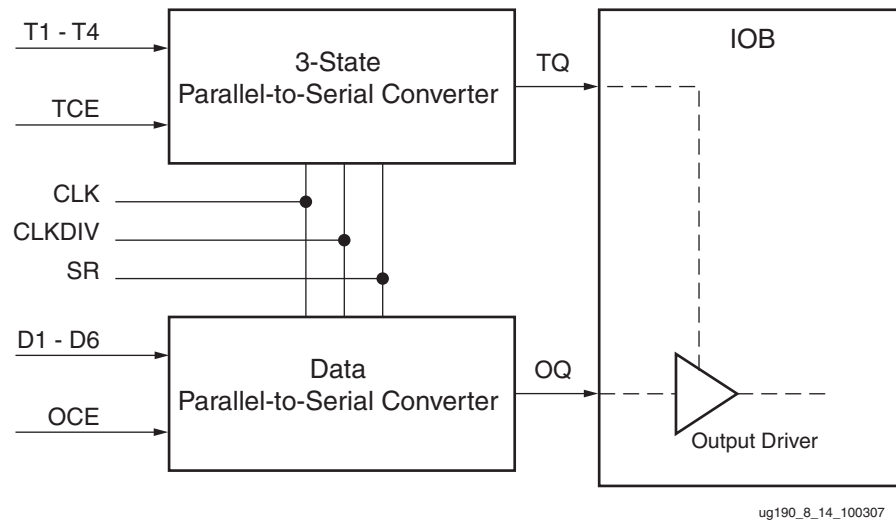 T1 - T4
TCE
3-State
Parallel-to-Serial Converter
TQ
IOB
CLK
CLKDIV
SR
D1 - D6
OCE
Data
Parallel-to-Serial Converter
OQ
Output Driver
ug190_8_14_100307